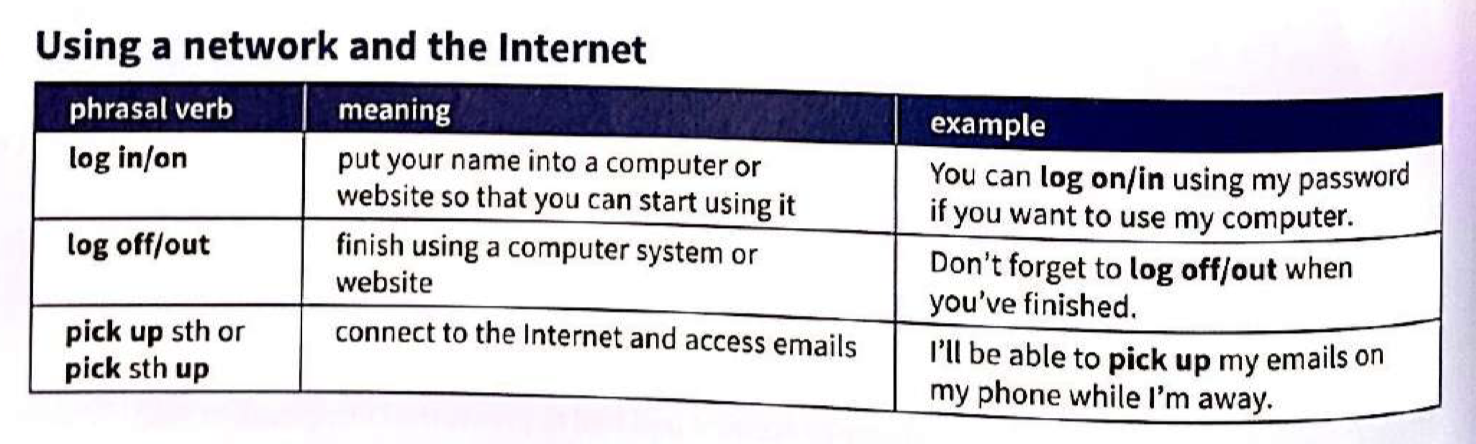 Using a network and the Internet
phrasal verb meaning example
log in/on
put your name into a computer or
website so that you can start using it
You can log on/in using my password
if you want to use my computer.
log off/out
finish using a computer system or
website
Don't forget to log off/out when
you've finished.
pick up sth or
pick sth up
connect to the Internet and access emails
I'll be able to pick up my emails on
my phone while I'm away.